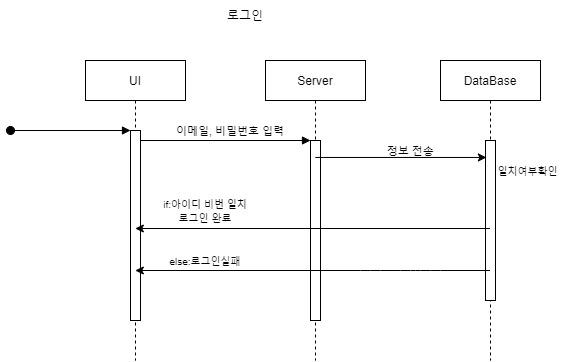 로그인
UI
Server
DataBase
이메일, 비밀번호 입력
정보 전송
일치여부확인
if:아이디 비번 일치
로그인 완료
else:로그인실패